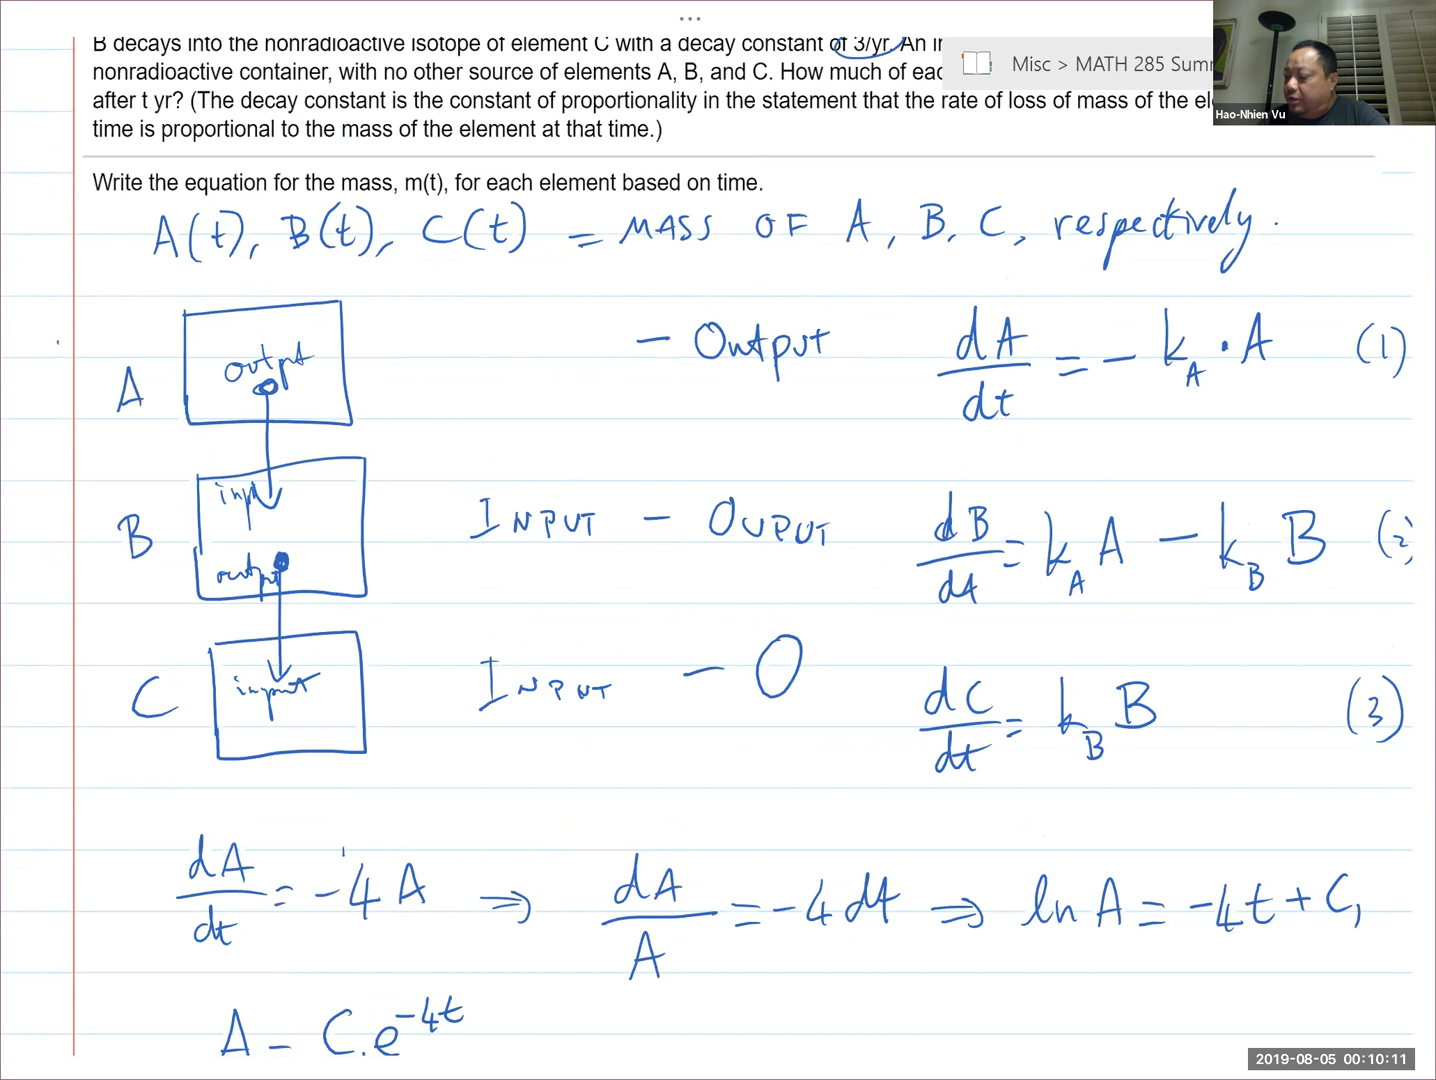 B decays into the nonradioactive isotope of element C with a decay constant of 3/yr. An in
nonradioactive container, with no other source of elements A, B, and C. How much of eac
Misc > MATH 285 Sum
after t yr? (The decay constant is the constant of proportionality in the statement that the rate of loss of mass of the el
Hao-Nhien Vu
time is proportional to the mass of the element at that time.)
Write the equation for the mass, m(t), for each element based on time.
A(t), B(t), C(t) = MASS OF A, B, C, respectively.
A
output
- Output
dA/dt = - k_A · A (1)
B
input
output
INPUT - OUPUT
dB/dt = k_A A - k_B B (2)
C
input
INPUT - O
dC/dt = k_B B (3)
dA/dt = -4A ⇒ dA/A = -4dt ⇒ ln A = -4t + C₁
A = C.e^-4t
2019-08-05 00:10:11